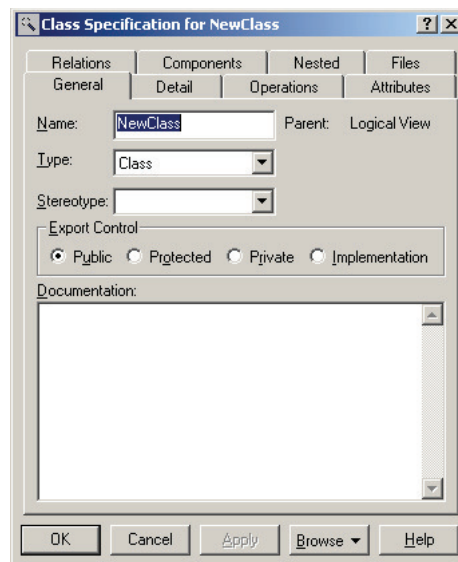 Class Specification for NewClass
Relations Components Nested Files
General Detail Operations Attributes
Name: NewClass Parent: Logical View
Type: Class
Stereotype:
Export Control
Public Protected Private Implementation
Documentation:
OK Cancel Apply Browse Help